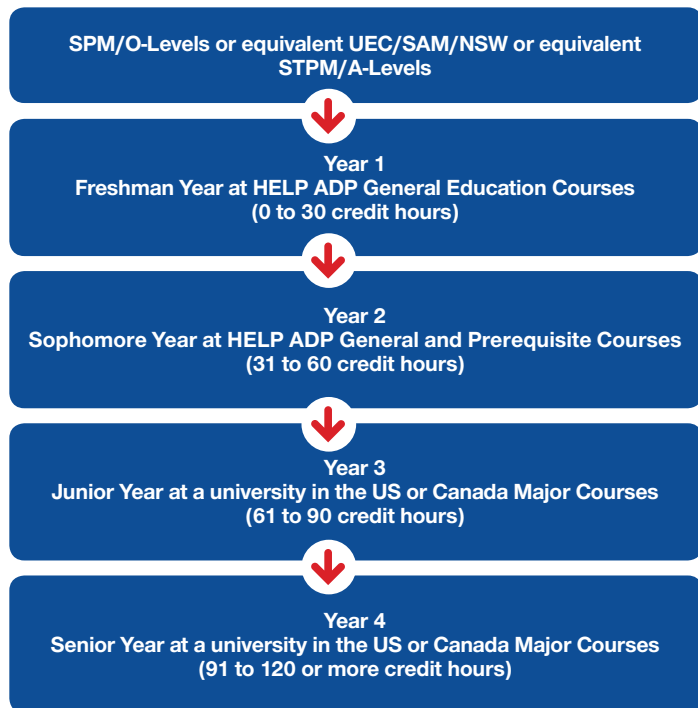 SPM/O-Levels or equivalent UEC/SAM/NSW or equivalent
STPM/A-Levels
Year 1
Freshman Year at HELP ADP General Education Courses
(0 to 30 credit hours)
Year 2
Sophomore Year at HELP ADP General and Prerequisite Courses
(31 to 60 credit hours)
Year 3
Junior Year at a university in the US or Canada Major Courses
(61 to 90 credit hours)
Year 4
Senior Year at a university in the US or Canada Major Courses
(91 to 120 or more credit hours)